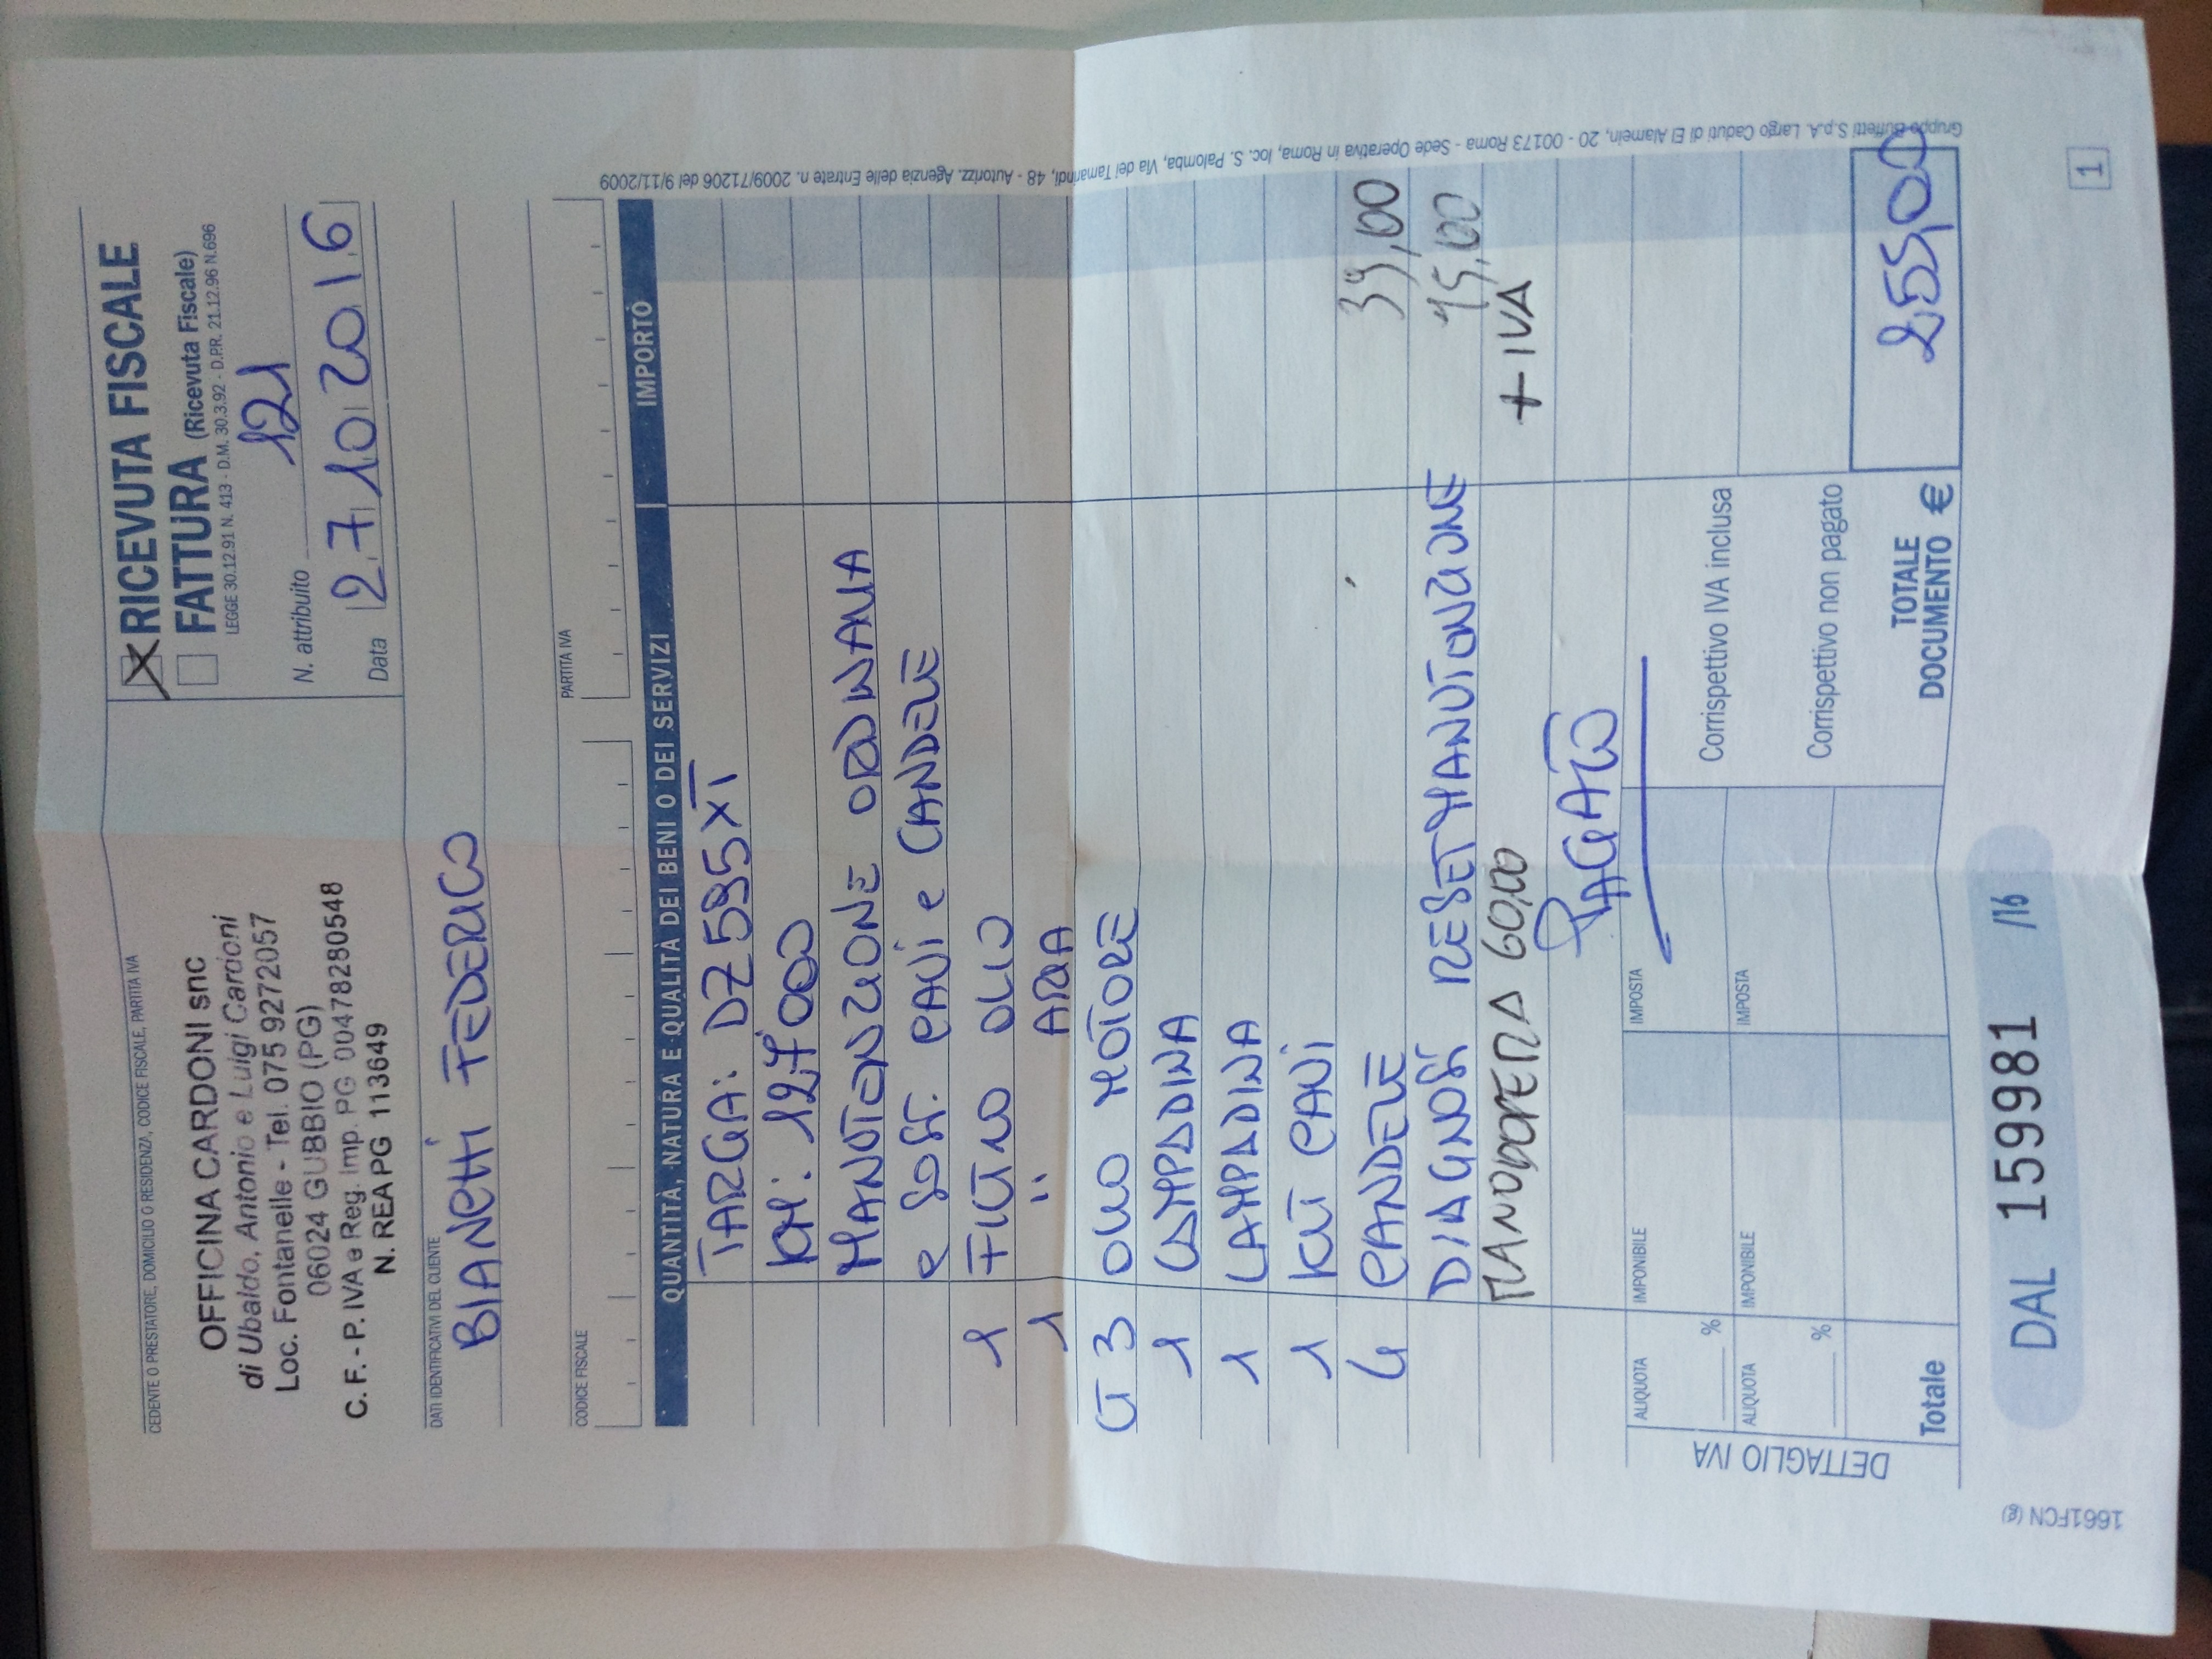 CEDENTE O PRESTATORE, DOMICILIO O RESIDENZA, CODICE FISCALE, PARTITA IVA
OFFICINA CARDONI snc
di Ubaldo, Antonio e Luigi Cardoni
Loc. Fontanelle - Tel. 075 9272057
06024 GUBBIO (PG)
C. F. - P. IVA e Reg. Imp. PG 00478280548
N. REA PG 113649
RICEVUTA FISCALE
FATTURA (Ricevuta Fiscale)
LEGGE 30.12.91 N. 413 - D.M. 30.3.92 - D.P.R. 21.12.96 N.696
N. attribuito 121
Data 27 10 2016
DATI IDENTIFICATIVI DEL CLIENTE
FEDERICO
CODICE FISCALE
PARTITA IVA
QUANTITÀ, NATURA E QUALITÀ DEI BENI O DEI SERVIZI IMPORTO
TARGA: DZ595XT
KM: 127000
MANUTENZIONE ORDINARIA
e SOST. CAVI e CANDELE
1 FILTRO OLIO
1 " ARIA
LT 3 OLIO MOTORE
1 LAMPADINA
1 LAMPADINA
1 KIT CAVI
4 CANDELE 39,00
DIAGNOSI RESET MANUTENZIONE 15,00
MANODOPERA 60,00 + IVA
PAGATO
DETTAGLIO IVA
ALIQUOTA IMPONIBILE IMPOSTA
%
Corrispettivo IVA inclusa
ALIQUOTA IMPONIBILE IMPOSTA
%
Corrispettivo non pagato
Totale
TOTALE
DOCUMENTO € 255,00
DAL 159981 /16
1661FCN (g)
1
Gruppo Buffetti S.p.A. Largo Caduti di El Alamein, 20 - 00173 Roma - Sede Operativa in Roma, loc. S. Palomba, Via dei Tamarindi, 48 - Autorizz. Agenzia delle Entrate n. 2009/71206 del 9/11/2009